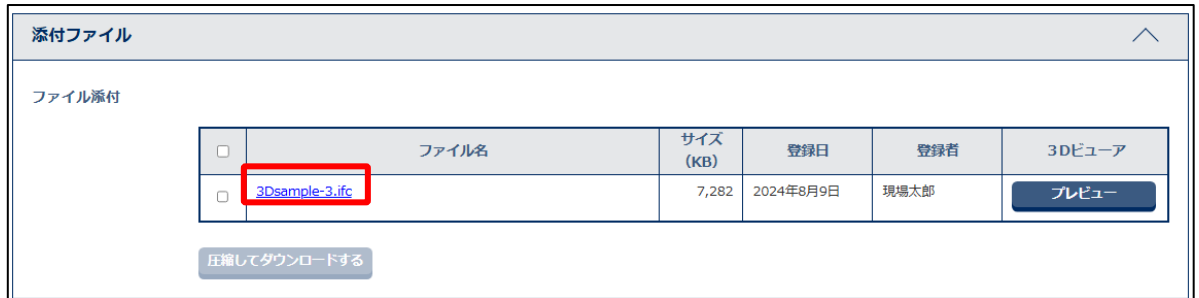 添付ファイル
ファイル添付
ファイル名 サイズ 登録日 登録者 3Dビューア
(KB)
3Dsample-3.ifc 7,282 2024年8月9日 現場太郎 プレビュー
圧縮してダウンロードする